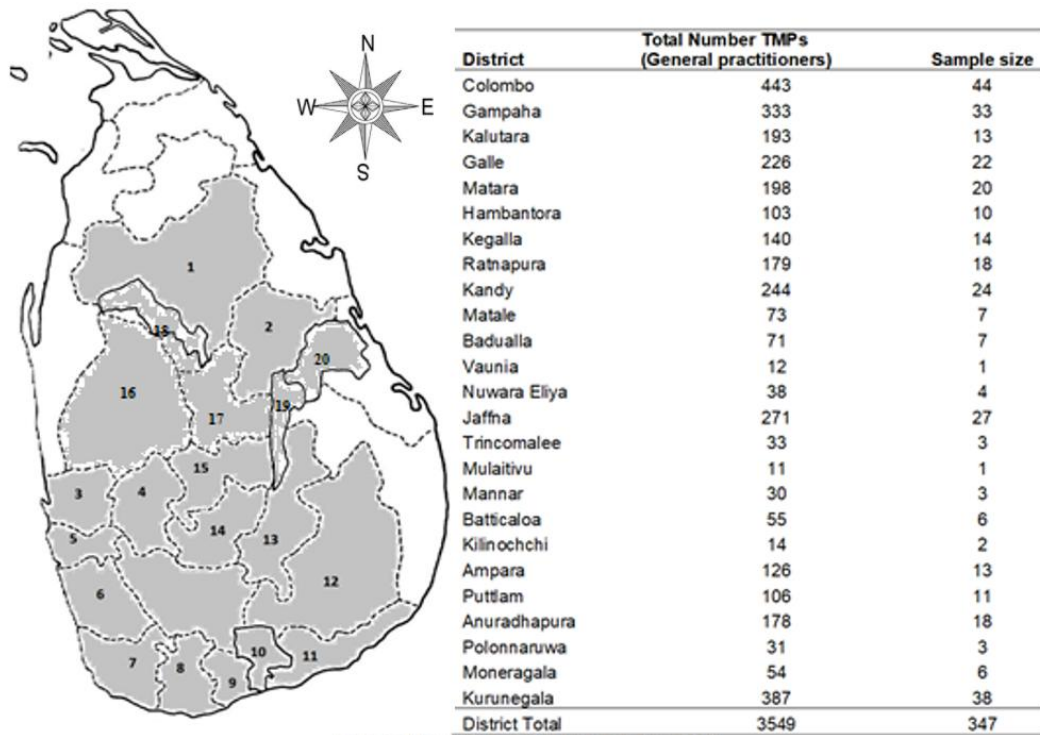 N
W E
S
1
2
18
20
16
19
17
15
3
4
14
13
5
12
6
10
11
7
8
9
Total Number TMPs
District (General practitioners) Sample size
Colombo 443 44
Gampaha 333 33
Kalutara 193 13
Galle 226 22
Matara 198 20
Hambantora 103 10
Kegalla 140 14
Ratnapura 179 18
Kandy 244 24
Matale 73 7
Badualla 71 7
Vaunia 12 1
Nuwara Eliya 38 4
Jaffna 271 27
Trincomalee 33 3
Mulaitivu 11 1
Mannar 30 3
Batticaloa 55 6
Kilinochchi 14 2
Ampara 126 13
Puttlam 106 11
Anuradhapura 178 18
Polonnaruwa 31 3
Moneragala 54 6
Kurunegala 387 38
District Total 3549 347